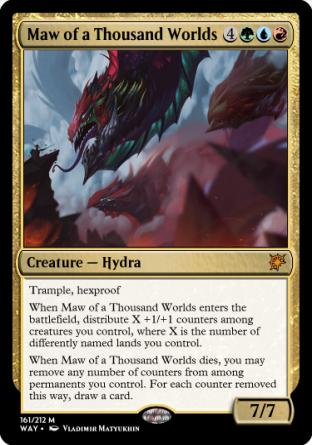 Maw of a Thousand Worlds 4
Creature — Hydra
Trample, hexproof
When Maw of a Thousand Worlds enters the
battlefield, distribute X +1/+1 counters among
creatures you control, where X is the number of
differently named lands you control.
When Maw of a Thousand Worlds dies, you may
remove any number of counters from among
permanents you control. For each counter removed
this way, draw a card.
7/7
161/212 M
WAY • Vladimir Matyukhin